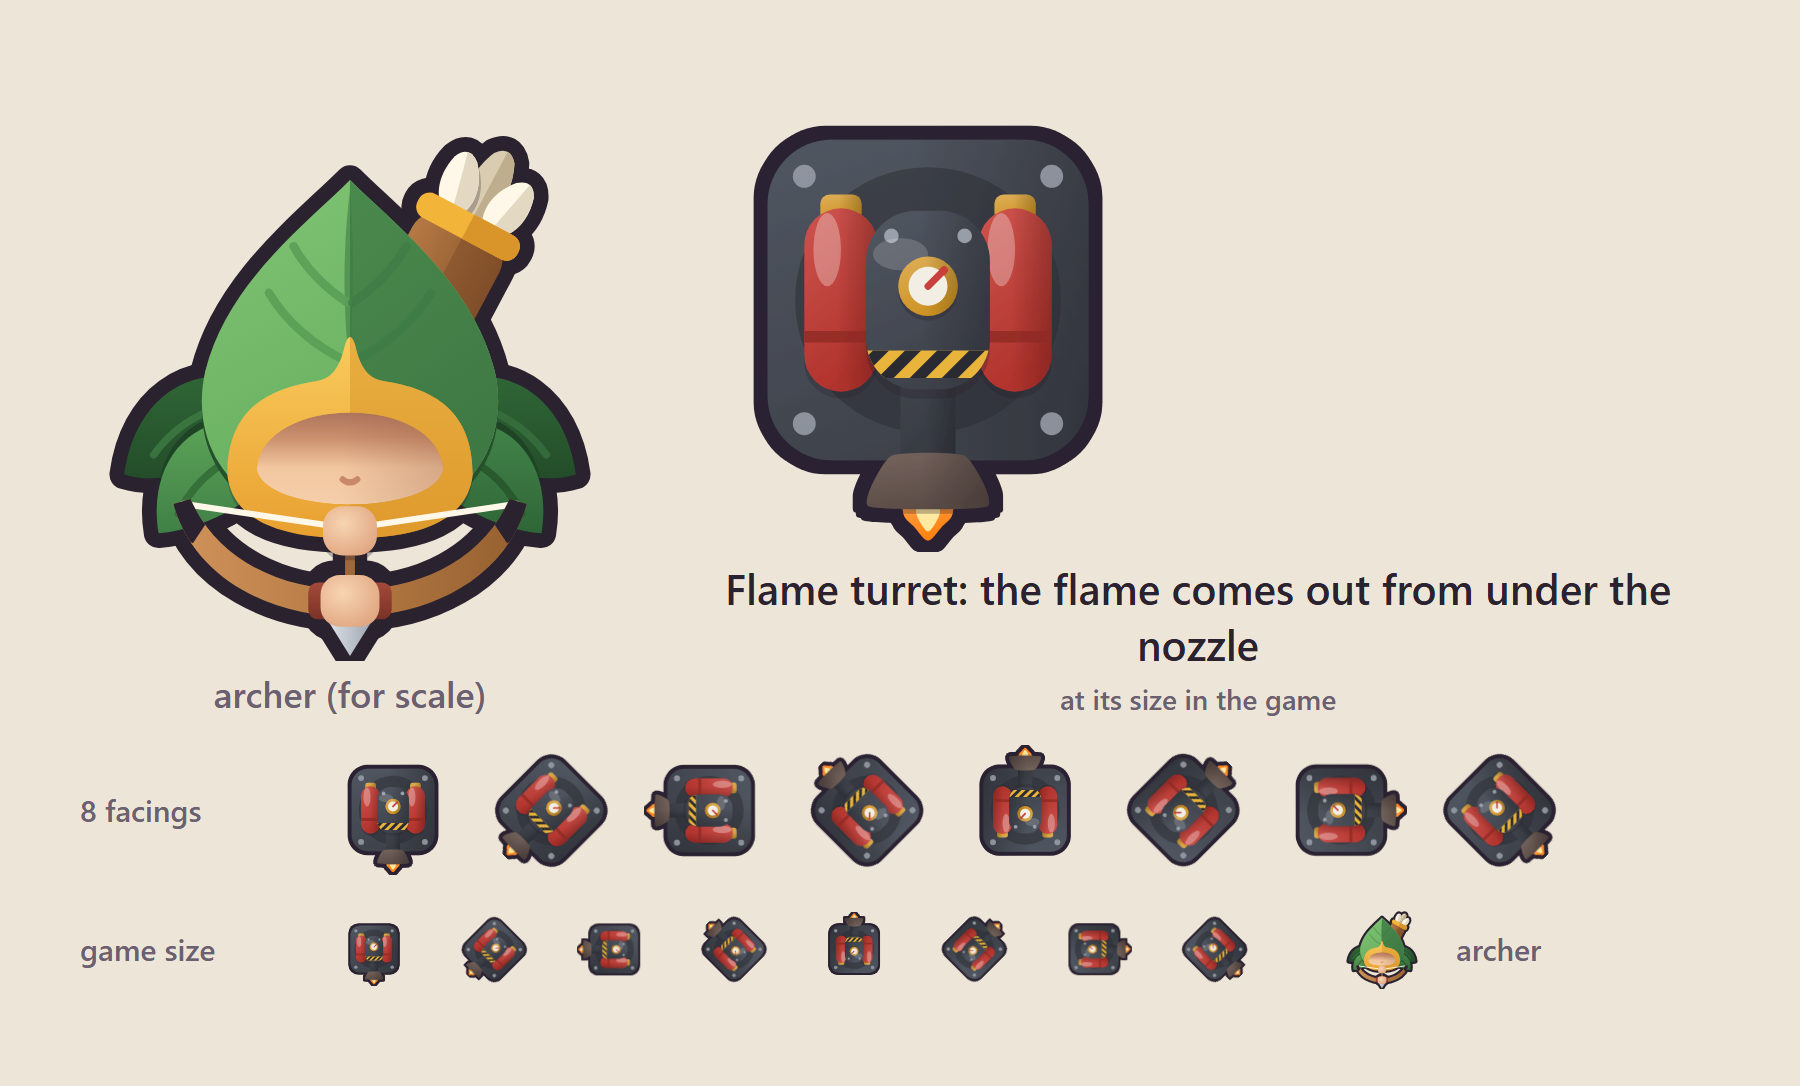 Flame turret: the flame comes out from under the
nozzle
archer (for scale)
at its size in the game
8 facings
game size
archer